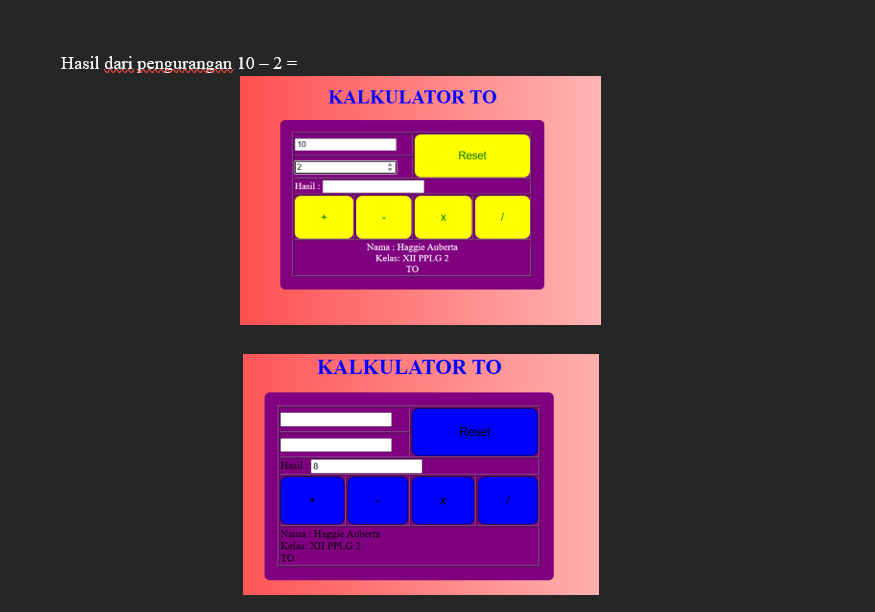 Hasil dari pengurangan 10 – 2 =
KALKULATOR TO
10
Reset
2
Hasil :
+ - x /
Nama : Haggie Auberta
Kelas: XII PPLG 2
TO
KALKULATOR TO
Reset
Hasil : 8
+ - x /
Nama : Haggie Auberta
Kelas: XII PPLG 2
TO